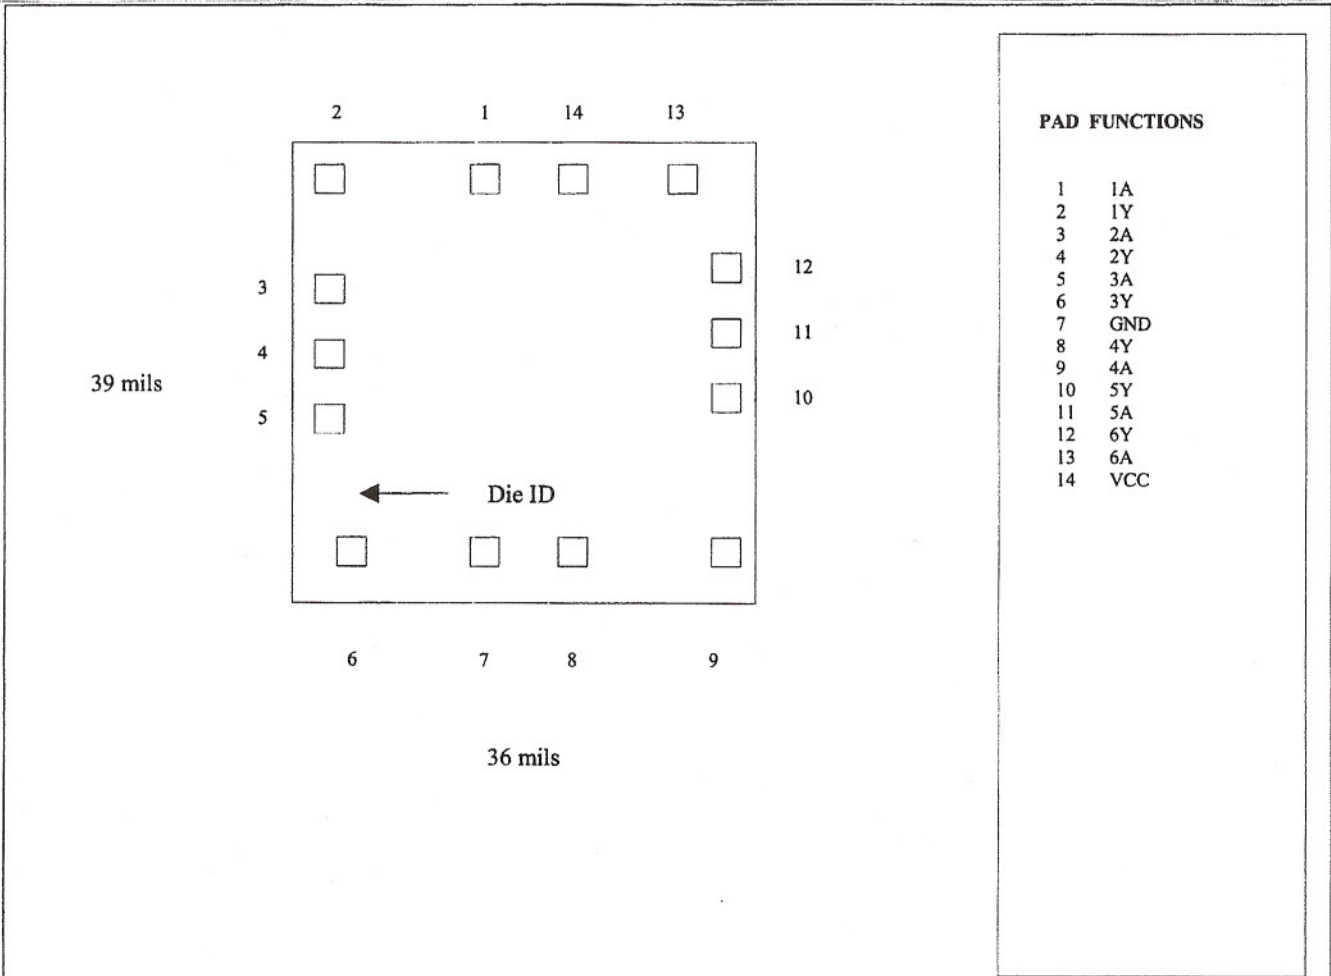 2 1 14 13
PAD FUNCTIONS
1 1A
2 1Y
3 2A
4 2Y
5 3A
6 3Y
7 GND
8 4Y
9 4A
10 5Y
11 5A
12 6Y
13 6A
14 VCC
12
3
11
4
39 mils
10
5
Die ID
6 7 8 9
36 mils